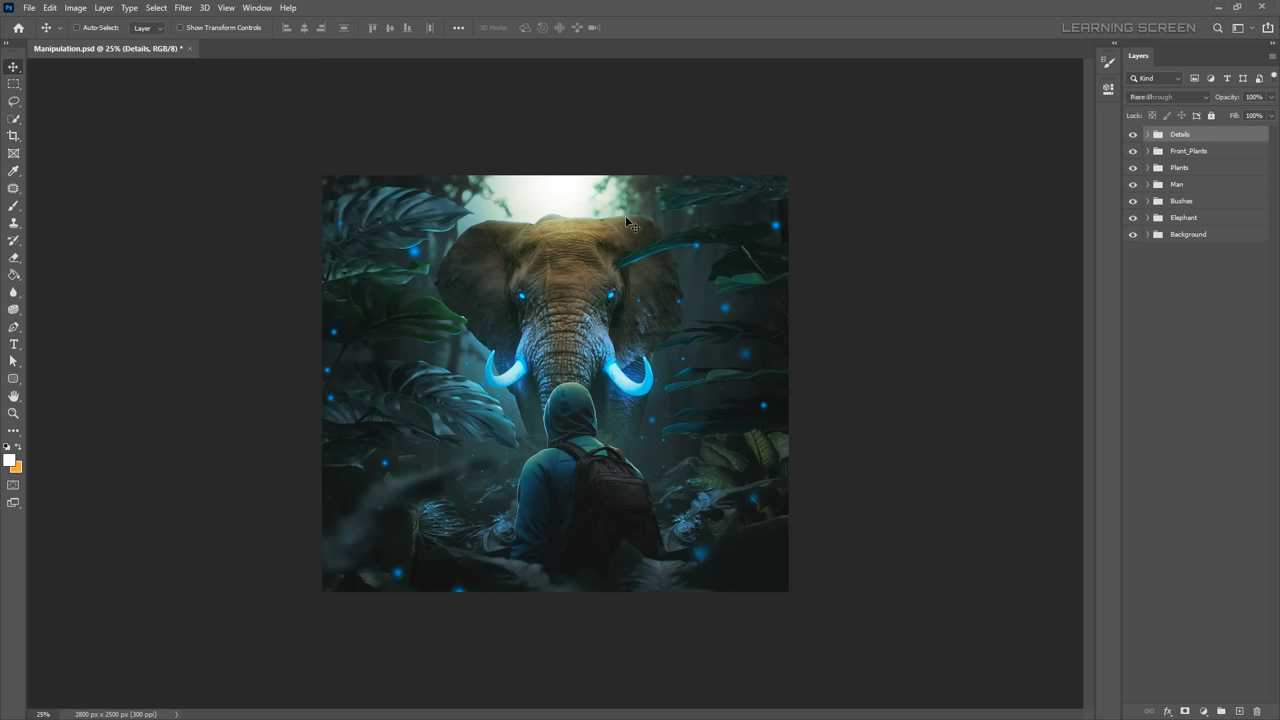 File Edit Image Layer Type Select Filter 3D View Window Help
Auto-Select: Layer Show Transform Controls 3D Mode: LEARNING SCREEN
Manipulation.psd @ 25% (Details, RGB/8) *
Layers
Kind
Opacity: 100%
Lock: Fill: 100%
Details
Front_Plants
Plants
Man
Bushes
Elephant
Background
25% 2800 px x 2500 px (300 ppi)